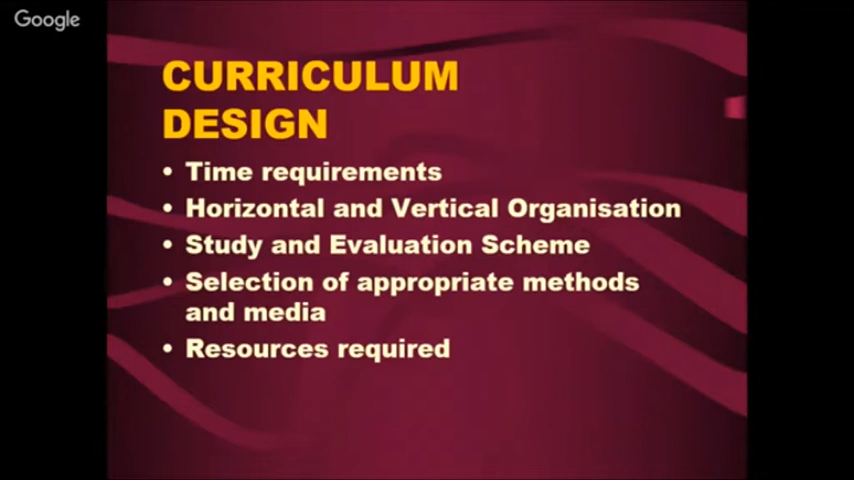 Google
CURRICULUM
DESIGN
• Time requirements
• Horizontal and Vertical Organisation
• Study and Evaluation Scheme
• Selection of appropriate methods
and media
• Resources required